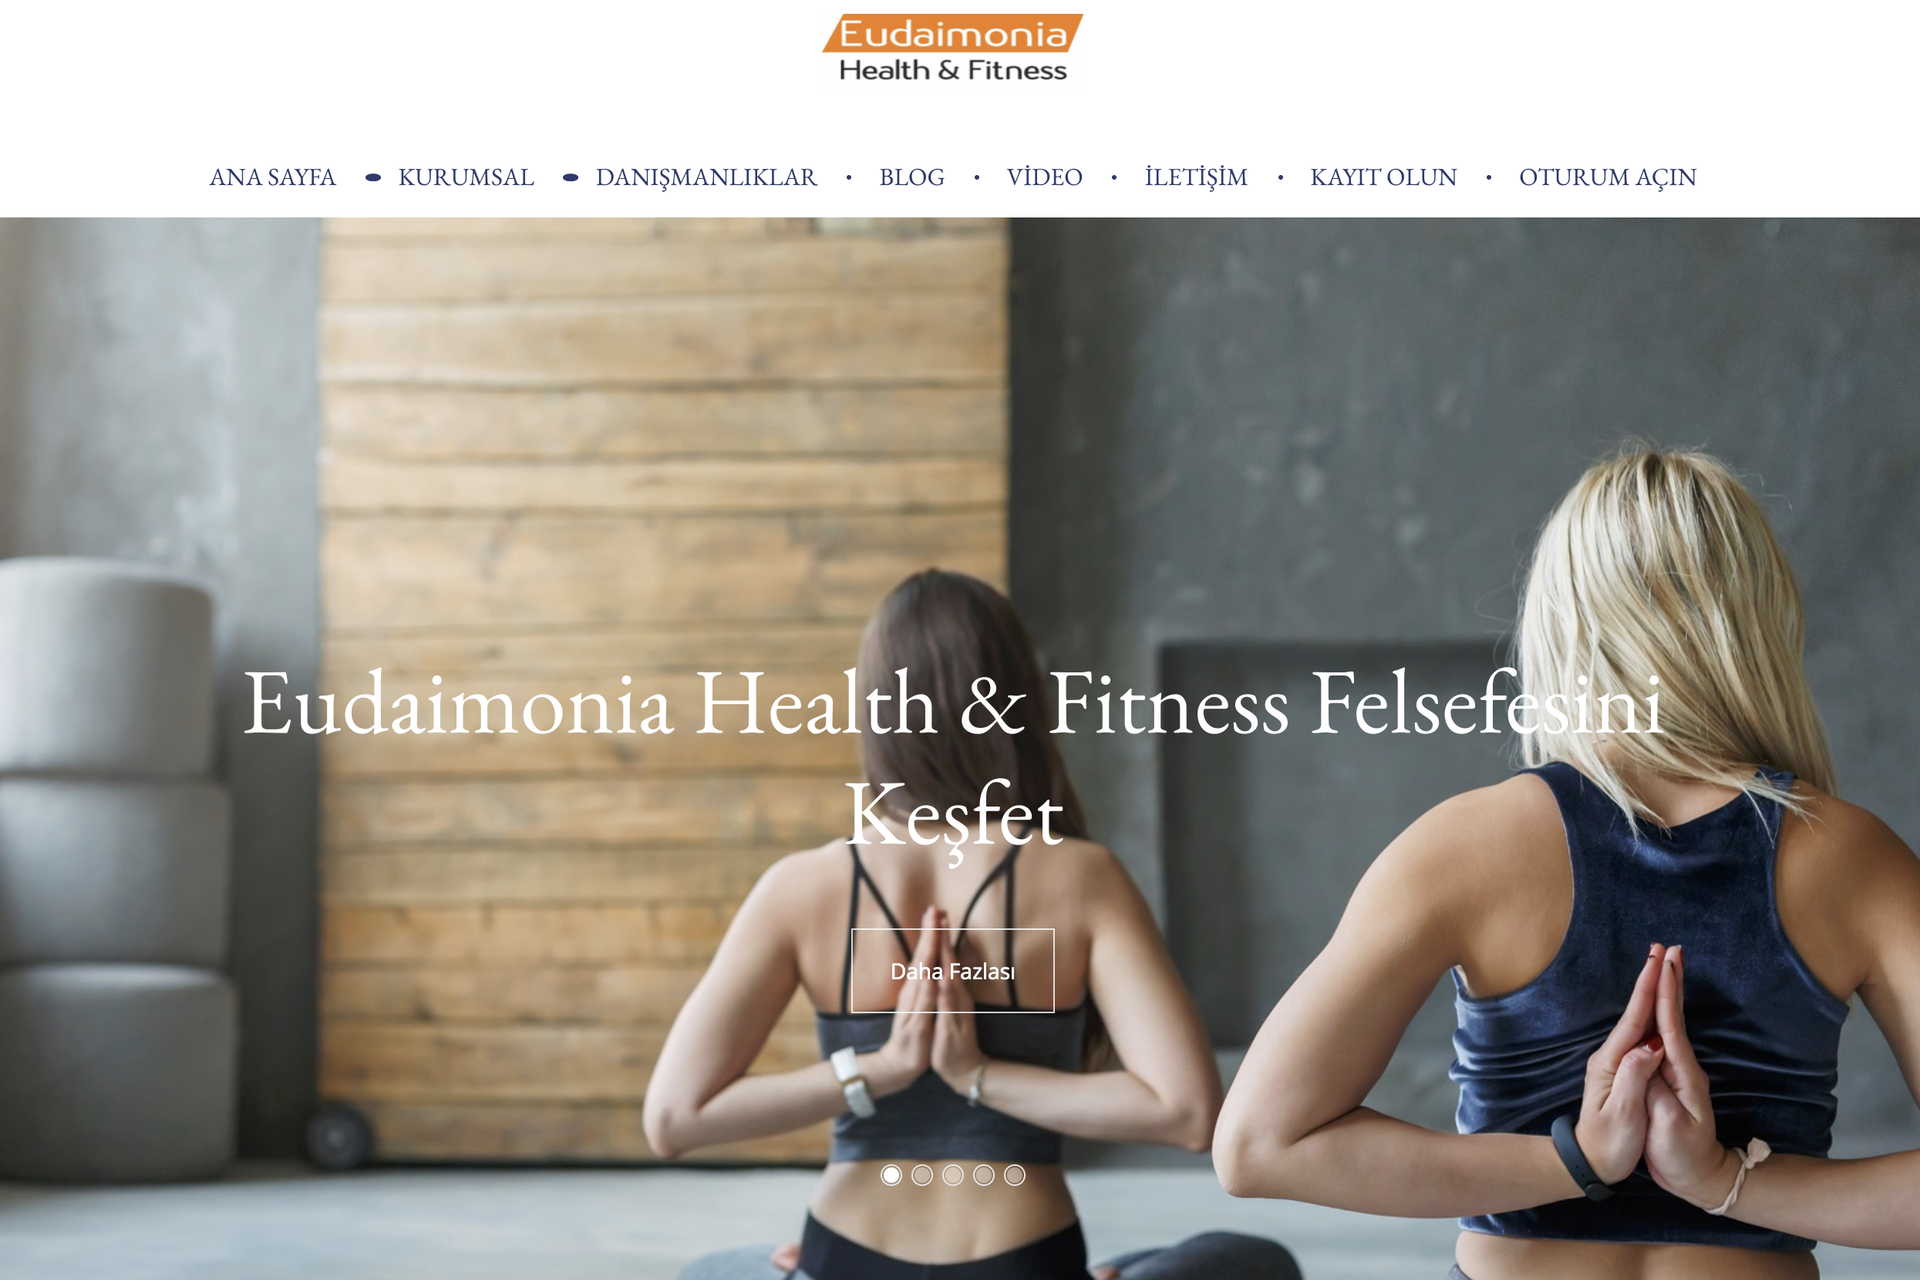 Eudaimonia
Health & Fitness
ANA SAYFA KURUMSAL DANIŞMANLIKLAR • BLOG • VİDEO • İLETİŞİM • KAYIT OLUN • OTURUM AÇIN
Eudaimonia Health & Fitness Felsefesini
Keşfet
Daha Fazlası